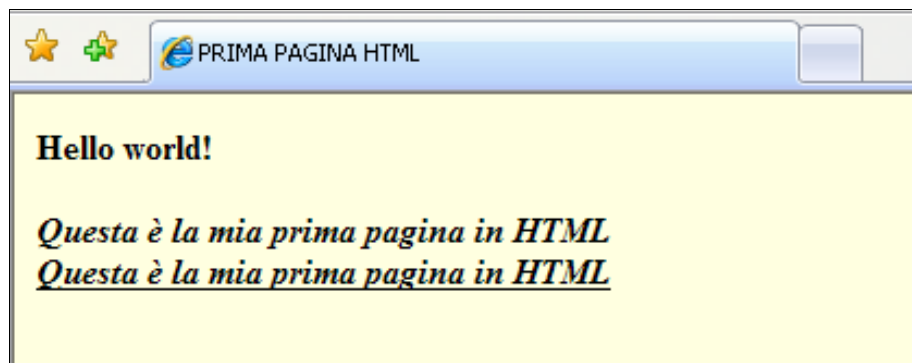 PRIMA PAGINA HTML
Hello world!
Questa è la mia prima pagina in HTML
Questa è la mia prima pagina in HTML